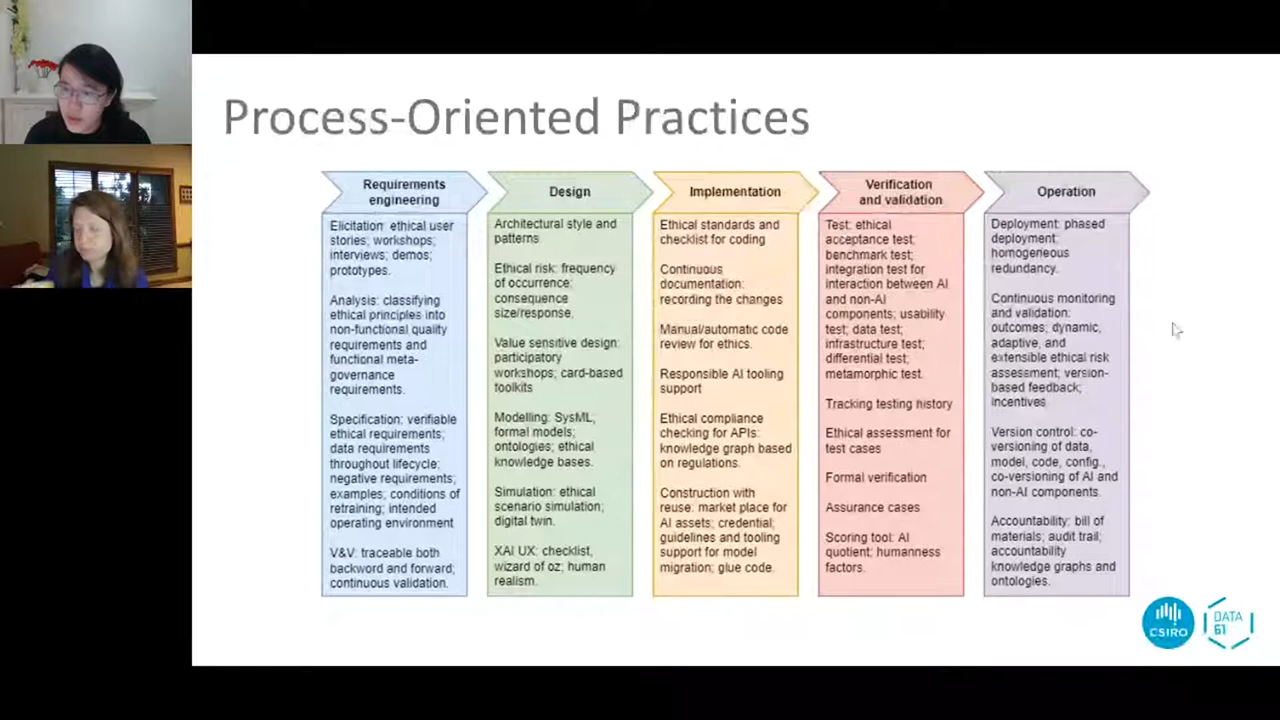 Process-Oriented Practices
Requirements
engineering
Elicitation: ethical user
stories; workshops;
interviews; demos;
prototypes.
Analysis: classifying
ethical principles into
non-functional quality
requirements and
functional meta-
governance
requirements.
Specification: verifiable
ethical requirements;
data requirements
throughout lifecycle;
negative requirements;
examples; conditions of
retraining; intended
operating environment
V&V: traceable both
backword and forward;
continuous validation.
Design
Architectural style and
patterns
Ethical risk: frequency
of occurrence;
consequence
size/response.
Value sensitive design:
participatory
workshops; card-based
toolkits
Modelling: SysML;
formal models;
ontologies; ethical
knowledge bases.
Simulation: ethical
scenario simulation;
digital twin.
XAI UX: checklist,
wizard of oz; human
realism.
Implementation
Ethical standards and
checklist for coding
Continuous
documentation:
recording the changes
Manual/automatic code
review for ethics.
Responsible AI tooling
support
Ethical compliance
checking for APIs:
knowledge graph based
on regulations.
Construction with
reuse: market place for
AI assets; credential;
guidelines and tooling
support for model
migration; glue code.
Verification
and validation
Test: ethical
acceptance test;
benchmark test;
integration test for
interaction between AI
and non-AI
components; usability
test; data test;
infrastructure test;
differential test;
metamorphic test.
Tracking testing history
Ethical assessment for
test cases
Formal verification
Assurance cases
Scoring tool: AI
quotient; humanness
factors.
Operation
Deployment: phased
deployment;
homogeneous
redundancy.
Continuous monitoring
and validation:
outcomes; dynamic,
adaptive, and
extensible ethical risk
assessment; version-
based feedback;
incentives
Version control: co-
versioning of data,
model, code, config.,
co-versioning of AI and
non-AI components.
Accountability: bill of
materials; audit trail;
accountability
knowledge graphs and
ontologies.
CSIRO
DATA
61